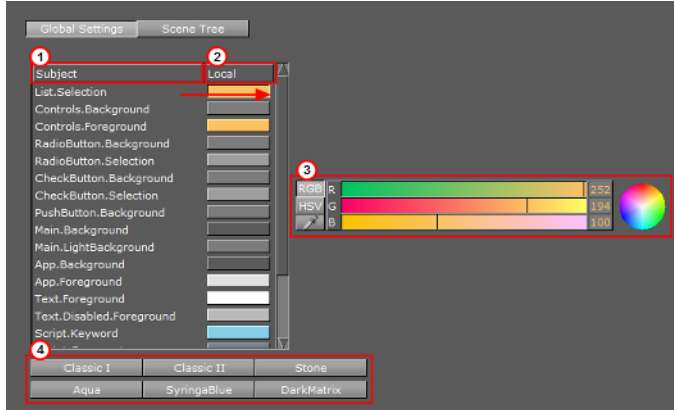 Global Settings Scene Tree
1 2
Subject Local
List.Selection
Controls.Background
Controls.Foreground
RadioButton.Background
RadioButton.Selection
CheckButton.Background
CheckButton.Selection
PushButton.Background
Main.Background
Main.LightBackground
App.Background
App.Foreground
Text.Foreground
Text.Disabled.Foreground
Script.Keyword
3
RGB R 252
HSV G 194
B 100
4
Classic I Classic II Stone
Aqua SyringaBlue DarkMatrix